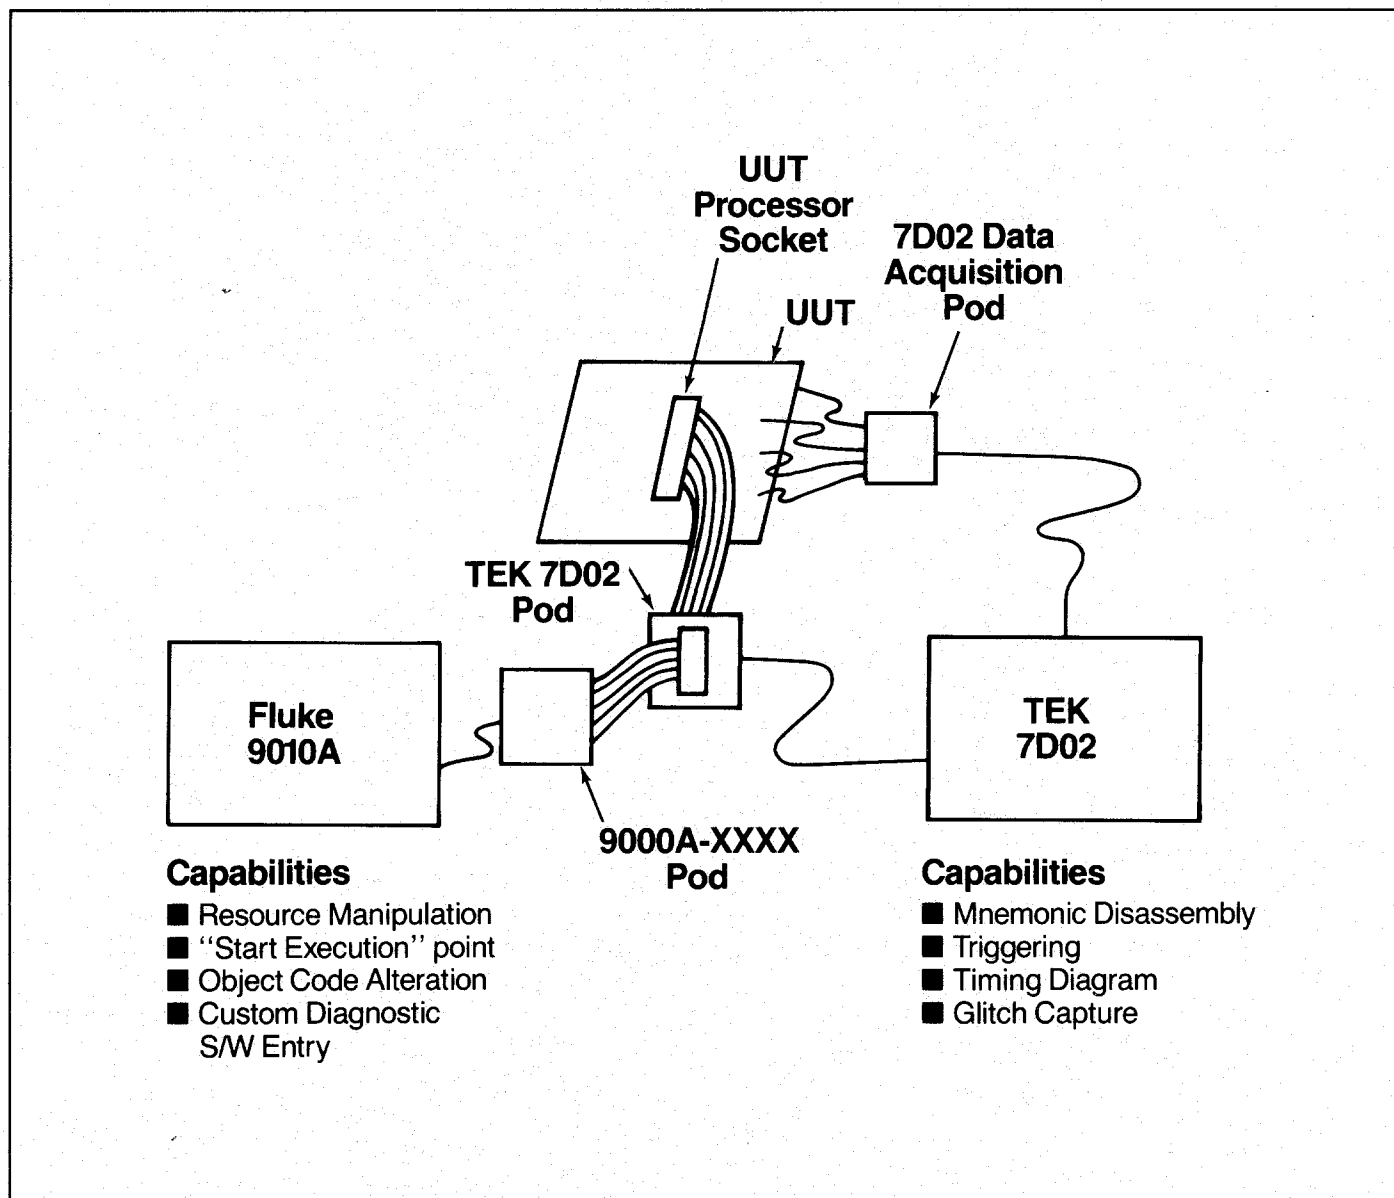 UUT
Processor
Socket
7D02 Data
Acquisition
Pod
UUT
TEK 7D02
Pod
Fluke
9010A
TEK
7D02
9000A-XXXX
Pod
Capabilities
■ Resource Manipulation
■ ‘‘Start Execution’’ point
■ Object Code Alteration
■ Custom Diagnostic
S/W Entry
Capabilities
■ Mnemonic Disassembly
■ Triggering
■ Timing Diagram
■ Glitch Capture